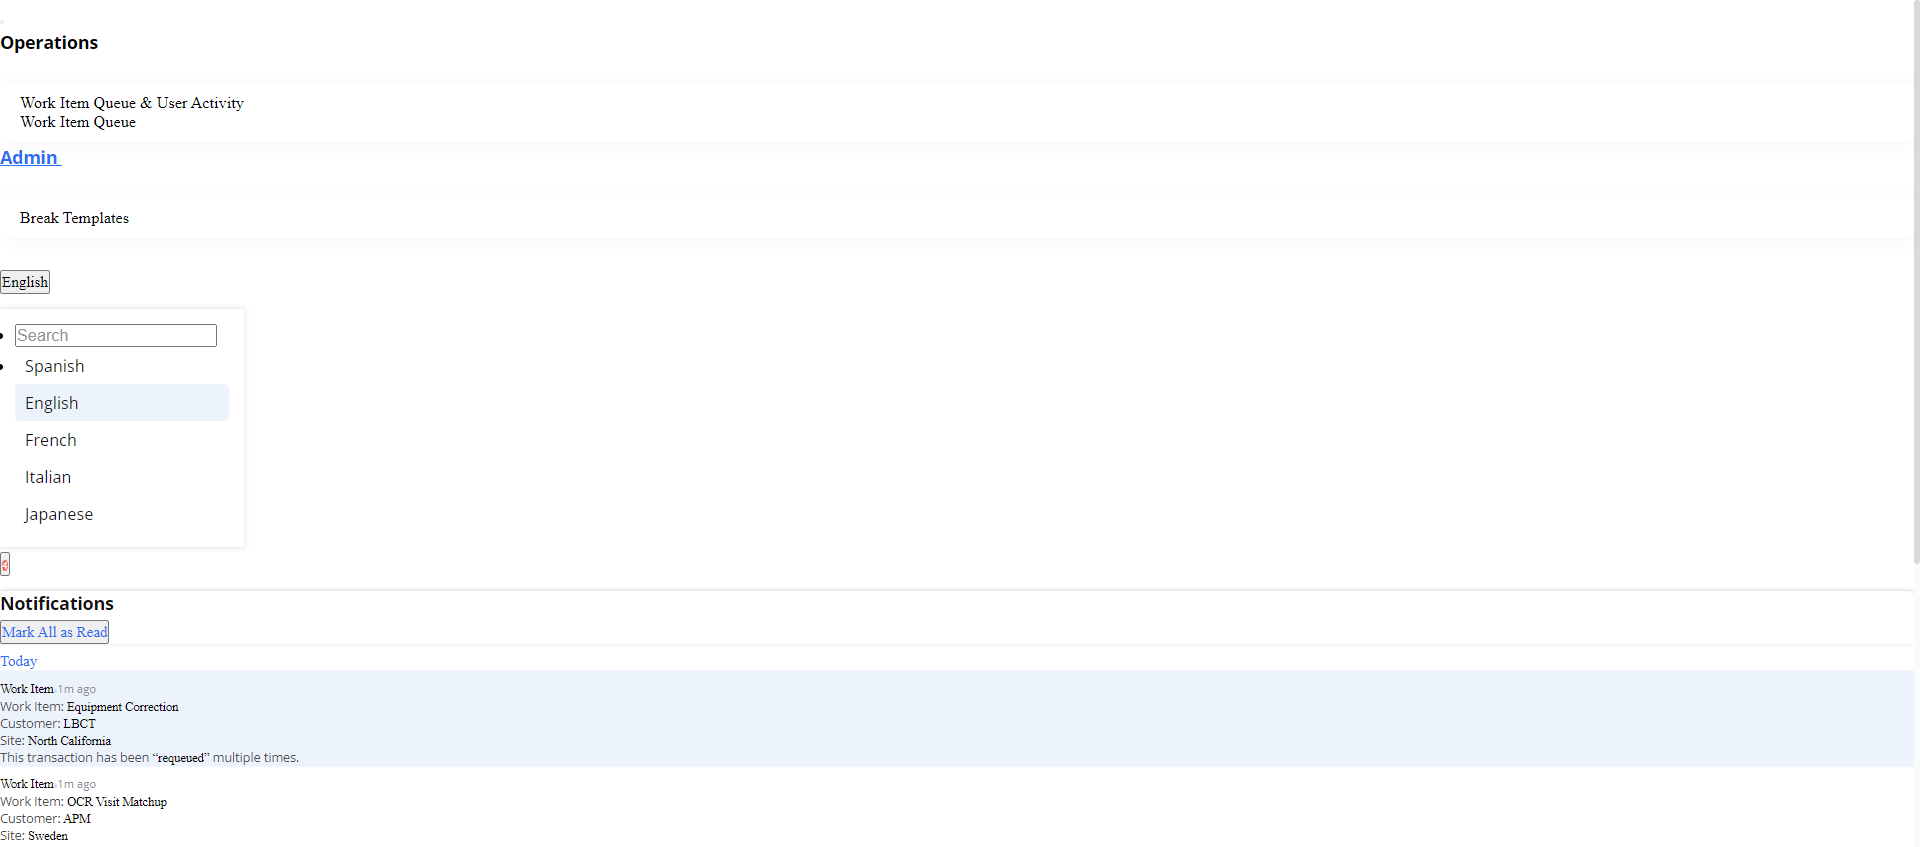 Operations
Work Item Queue & User Activity
Work Item Queue
Admin
Break Templates
English
Search
Spanish
English
French
Italian
Japanese
4
Notifications
Mark All as Read
Today
Work Item 1m ago
Work Item: Equipment Correction
Customer: LBCT
Site: North California
This transaction has been “requeued” multiple times.
Work Item 1m ago
Work Item: OCR Visit Matchup
Customer: APM
Site: Sweden